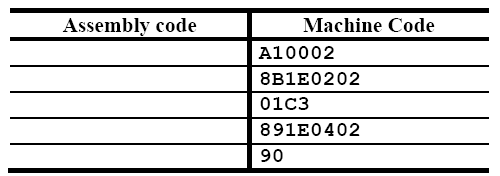 Assembly code Machine Code
A10002
8B1E0202
01C3
891E0402
90